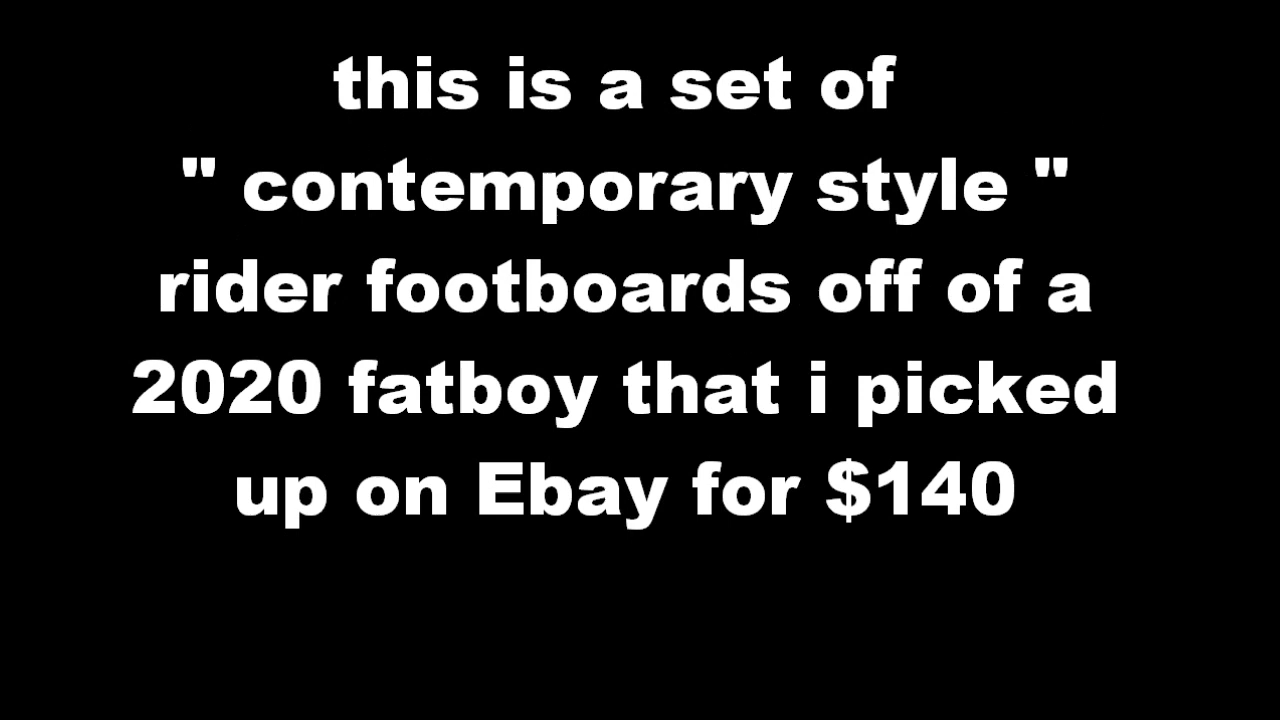 this is a set of
" contemporary style "
rider footboards off of a
2020 fatboy that i picked
up on Ebay for $140